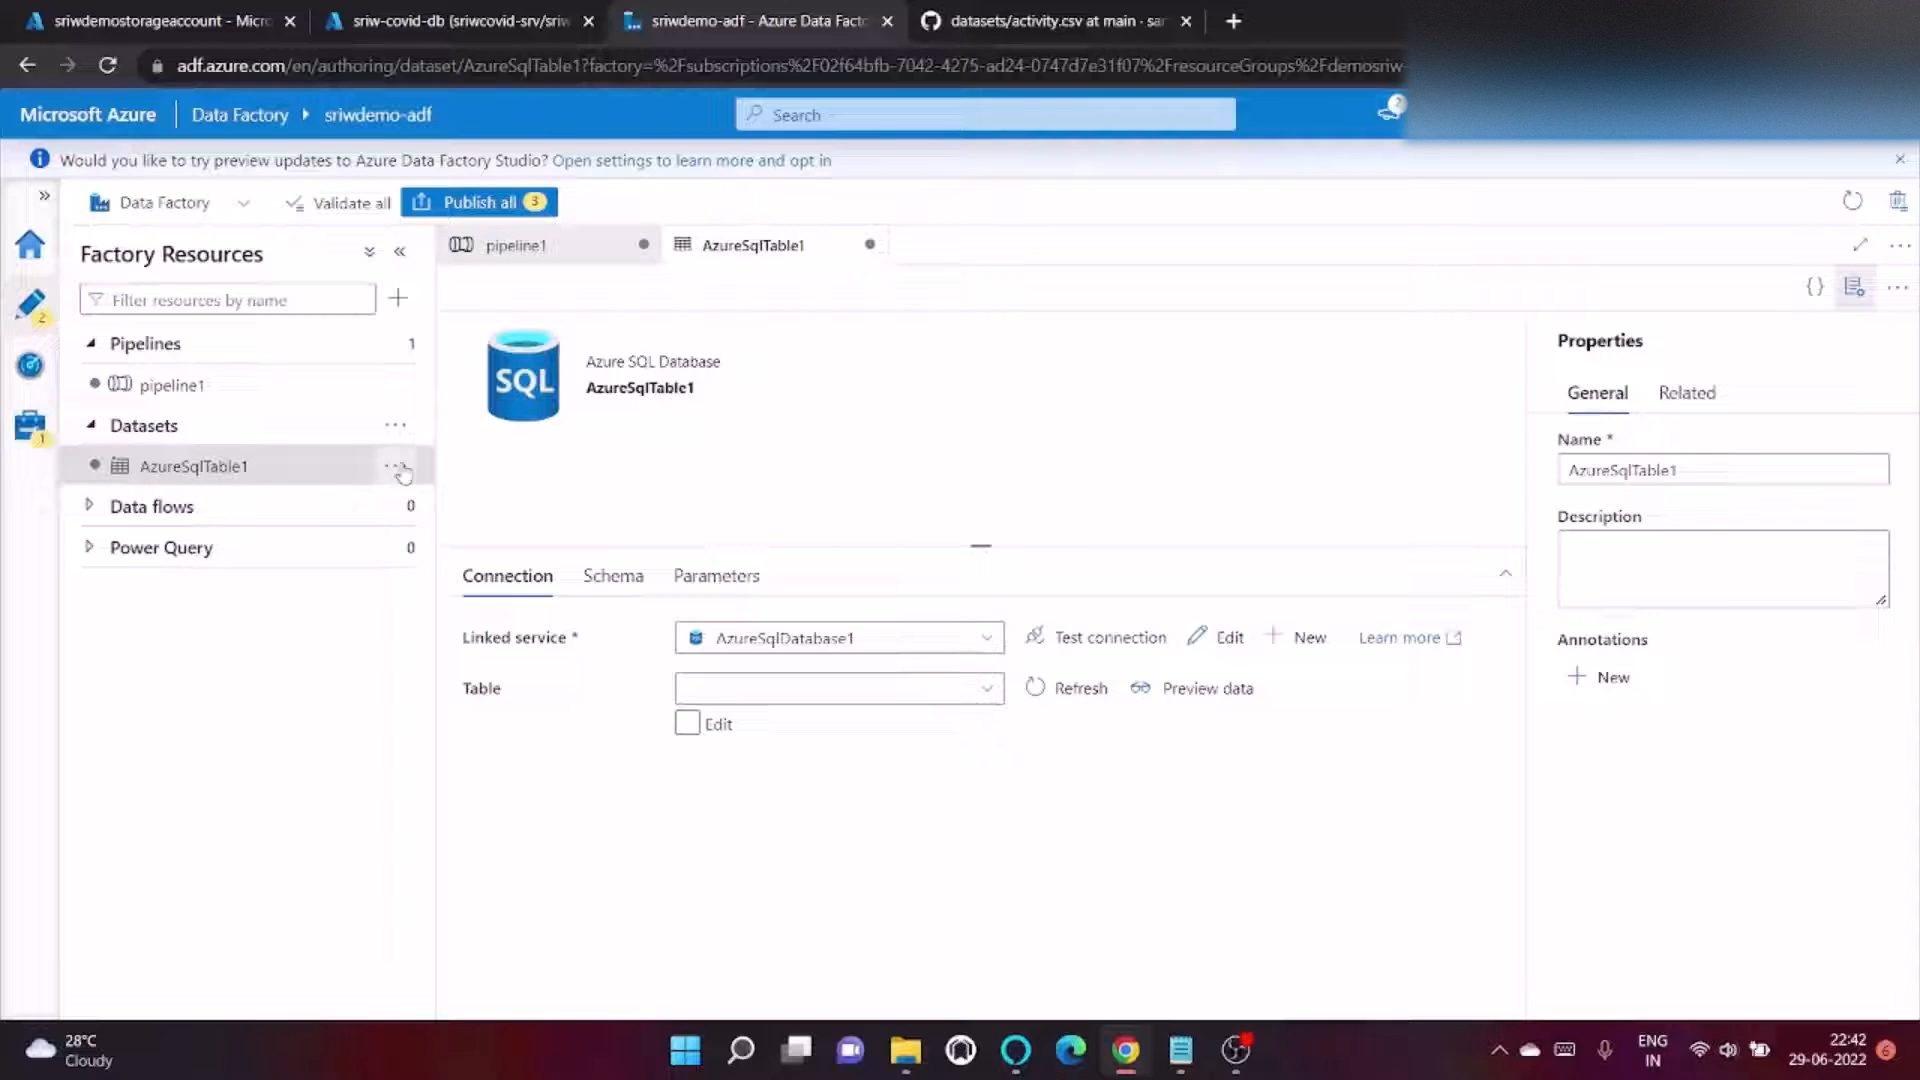 sriwdemostorageaccount - Micro
sriw-covid-db (sriwcovid-srv/sriw
sriwdemo-adf - Azure Data Facto
datasets/activity.csv at main · sa
adf.azure.com/en/authoring/dataset/AzureSqlTable1?factory=%2Fsubscriptions%2F02f64bfb-7042-4275-ad24-0747d7e31f07%2FresourceGroups%2Fdemosriw-
Microsoft Azure
Data Factory
sriwdemo-adf
Search
2
Would you like to try preview updates to Azure Data Factory Studio? Open settings to learn more and opt in
Data Factory
Validate all
Publish all 3
Factory Resources
pipeline1
AzureSqlTable1
Filter resources by name
2
Pipelines 1
pipeline1
Datasets
1
AzureSqlTable1
Data flows 0
Power Query 0
SQL
Azure SQL Database
AzureSqlTable1
Connection Schema Parameters
Linked service * AzureSqlDatabase1 Test connection Edit New Learn more
Table Refresh Preview data
Edit
Properties
General Related
Name *
AzureSqlTable1
Description
Annotations
New
28°C
Cloudy
ENG
IN
22:42
29-06-2022
6